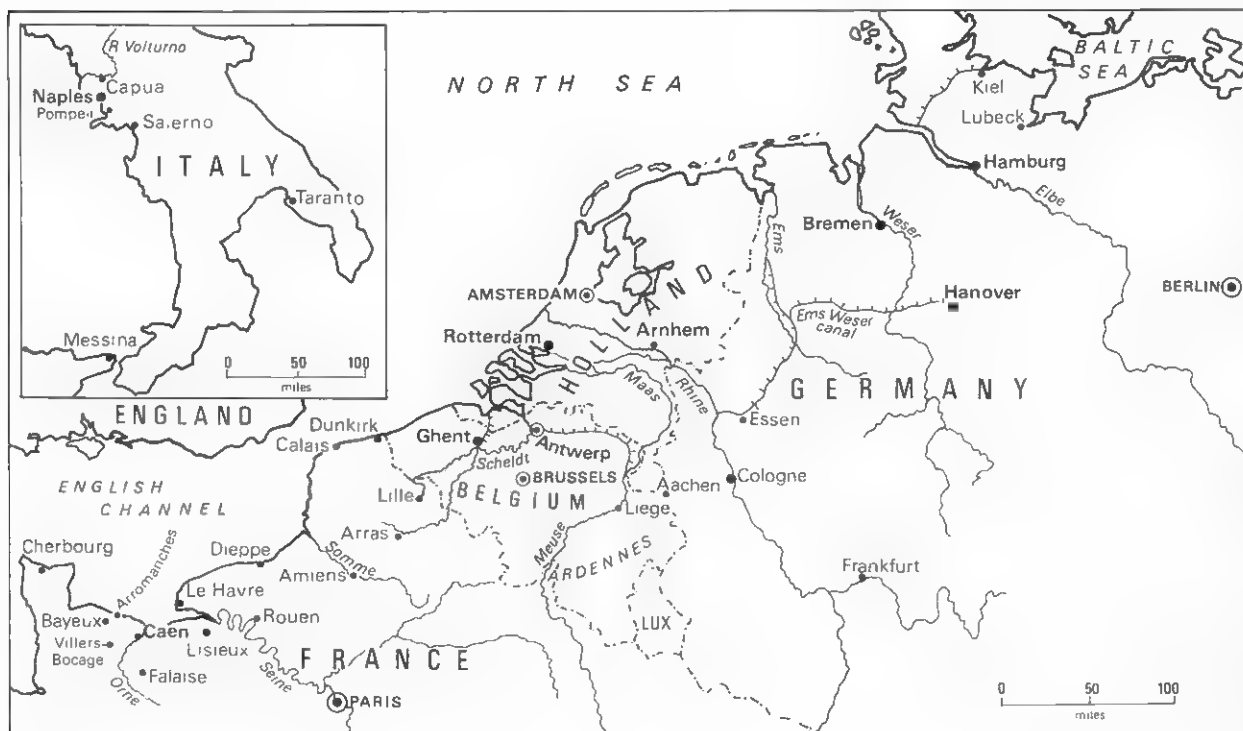 R Volturno
Capua
Naples
Pompeii
Salerno
ITALY
Taranto
Messina
0 50 100
miles
NORTH SEA
BALTIC
SEA
Kiel
Lubeck
Hamburg
Elbe
Bremen
Weser
Ems
BERLIN
Hanover
Ems Weser
canal
AMSTERDAM
HOLLAND
Rotterdam
Arnhem
Maas
Rhine
GERMANY
Essen
ENGLAND
Dunkirk
Calais
Ghent
Antwerp
Scheldt
BRUSSELS
Lille
BELGIUM
Aachen
Cologne
Liege
Arras
Meuse
ARDENNES
ENGLISH
CHANNEL
Cherbourg
Arromanches
Dieppe
Somme
Amiens
Frankfurt
Le Havre
Rouen
Bayeux
Caen
LUX
Villers
Bocage
Lisieux
FRANCE
Falaise
Seine
Orne
PARIS
0 50 100
miles